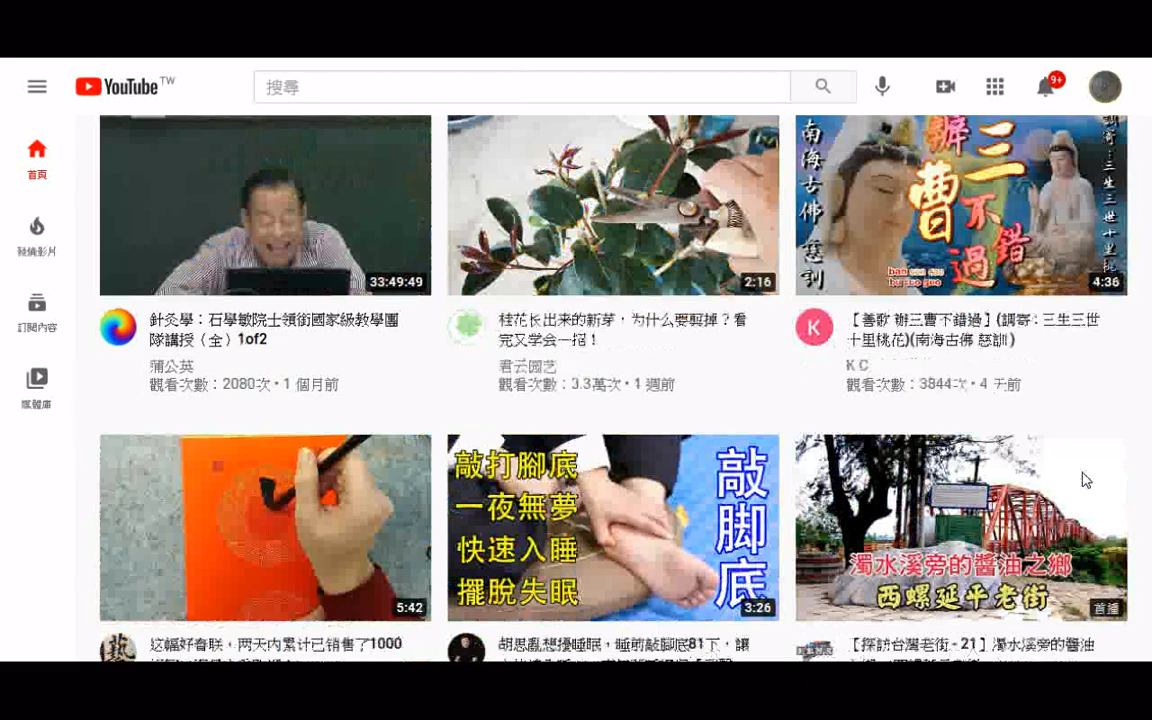 YouTube TW
搜尋
9+
首頁
發燒影片
訂閱內容
媒體庫
33:49:49
2:16
南海古佛 慈訓
辦三曹不過錯
ban san cao
bu cuo guo
4:36
針灸學：石學敏院士領銜國家級教學團
隊講授（全）1of2
蒲公英
觀看次數：2080次 • 1 個月前
桂花长出来的新芽，为什么要剪掉？看
完又学会一招！
君云园艺
觀看次數：3.3萬次 • 1 週前
K
【善歌 辦三曹不錯過】(調寄：三生三世
十里桃花)(南海古佛 慈訓)
K C
觀看次數：3844次 • 4 天前
5:42
敲打腳底
一夜無夢
快速入睡
擺脫失眠
敲脚底
3:26
濁水溪旁的醬油之鄉
西螺延平老街
首播
这幅好春联，两天内累计已销售了1000
胡思亂想擾睡眠，睡前敲腳底81下，讓
【探訪台灣老街 - 21】濁水溪旁的醬油